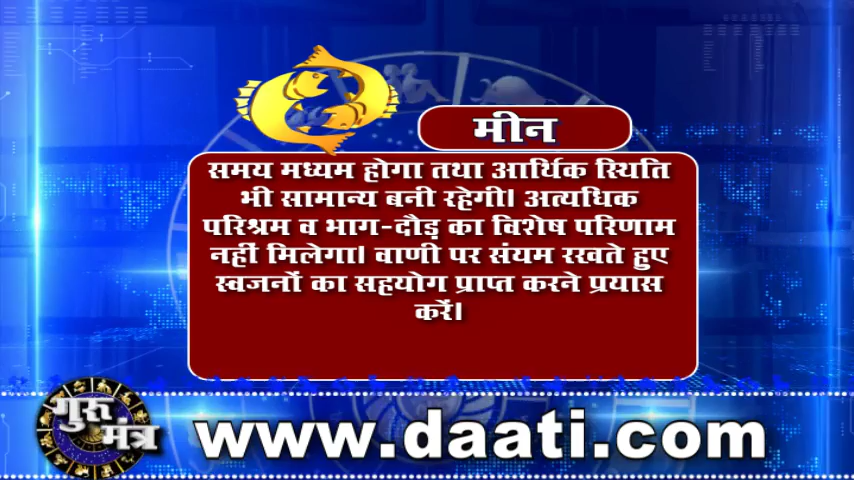 मीन
समय मध्यम होगा तथा आर्थिक स्थिति
भी सामान्य बनी रहेगी। अत्यधिक
परिश्रम व भाग-दौड़ का विशेष परिणाम
नहीं मिलेगा। वाणी पर संयम रखते हुए
स्वजनों का सहयोग प्राप्त करने प्रयास
करें।
गुरु
मंत्र
www.daati.com